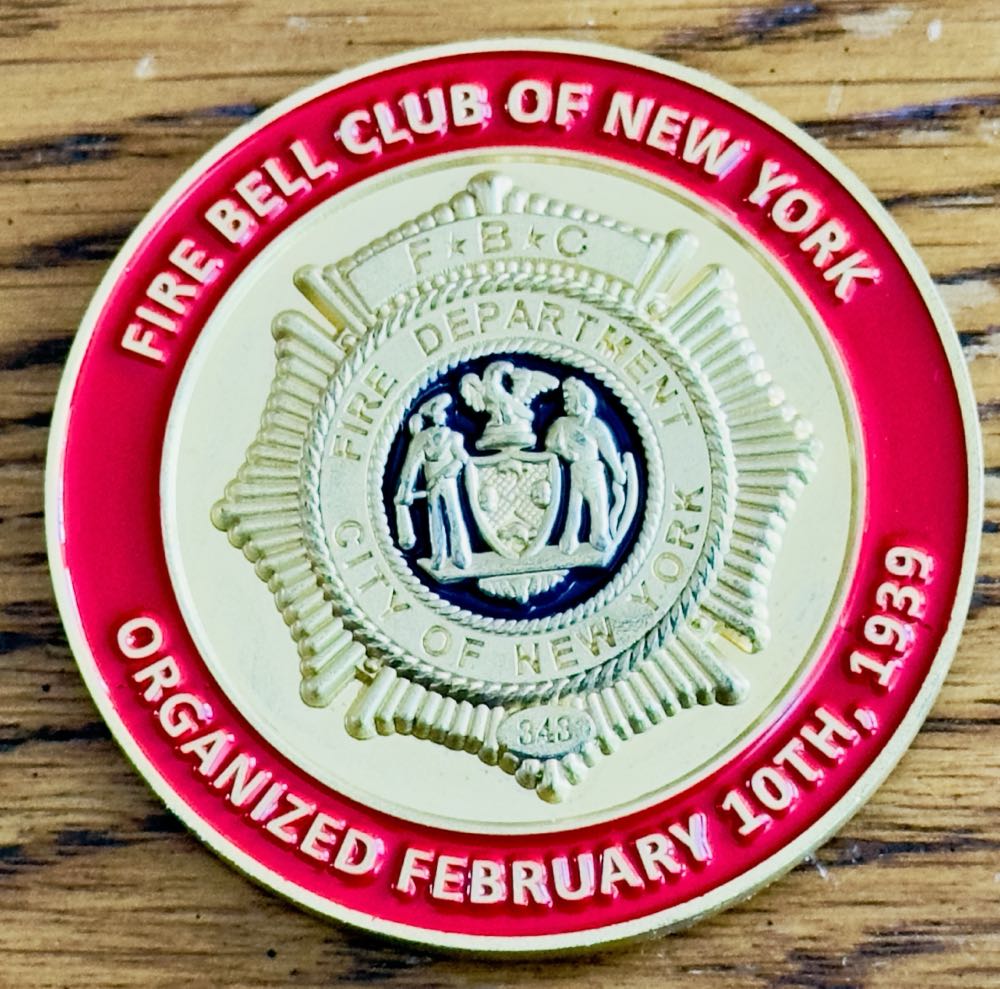 FIRE BELL CLUB OF NEW YORK
F★B★C
FIRE DEPARTMENT
CITY OF NEW YORK
343
ORGANIZED FEBRUARY 10TH, 1939